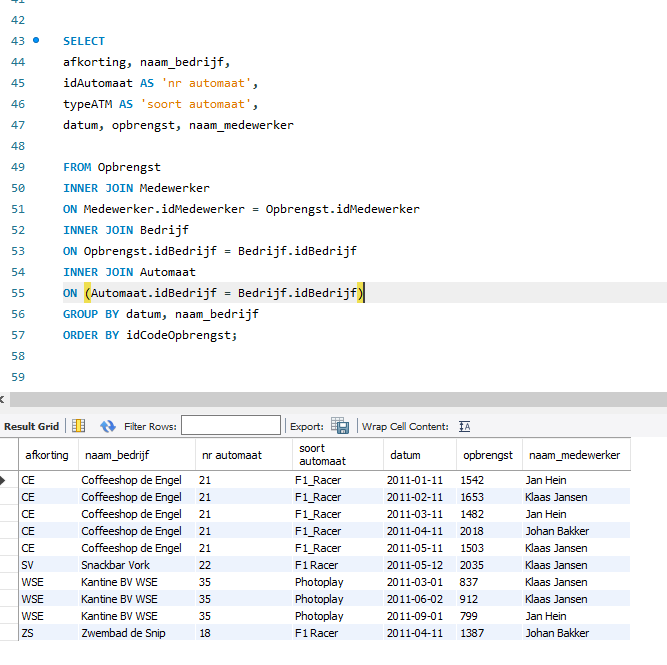 41
42
43 SELECT
44 afkorting, naam_bedrijf,
45 idAutomaat AS 'nr automaat',
46 typeATM AS 'soort automaat',
47 datum, opbrengst, naam_medewerker
48
49 FROM Opbrengst
50 INNER JOIN Medewerker
51 ON Medewerker.idMedewerker = Opbrengst.idMedewerker
52 INNER JOIN Bedrijf
53 ON Opbrengst.idBedrijf = Bedrijf.idBedrijf
54 INNER JOIN Automaat
55 ON (Automaat.idBedrijf = Bedrijf.idBedrijf)
56 GROUP BY datum, naam_bedrijf
57 ORDER BY idCodeOpbrengst;
58
59
Result Grid Filter Rows: Export: Wrap Cell Content: IA
afkorting naam_bedrijf nr automaat soort automaat datum opbrengst naam_medewerker
CE Coffeeshop de Engel 21 F1_Racer 2011-01-11 1542 Jan Hein
CE Coffeeshop de Engel 21 F1_Racer 2011-02-11 1653 Klaas Jansen
CE Coffeeshop de Engel 21 F1_Racer 2011-03-11 1482 Jan Hein
CE Coffeeshop de Engel 21 F1_Racer 2011-04-11 2018 Johan Bakker
CE Coffeeshop de Engel 21 F1_Racer 2011-05-11 1503 Klaas Jansen
SV Snackbar Vork 22 F1 Racer 2011-05-12 2035 Klaas Jansen
WSE Kantine BV WSE 35 Photoplay 2011-03-01 837 Klaas Jansen
WSE Kantine BV WSE 35 Photoplay 2011-06-02 912 Klaas Jansen
WSE Kantine BV WSE 35 Photoplay 2011-09-01 799 Jan Hein
ZS Zwembad de Snip 18 F1 Racer 2011-04-11 1387 Johan Bakker